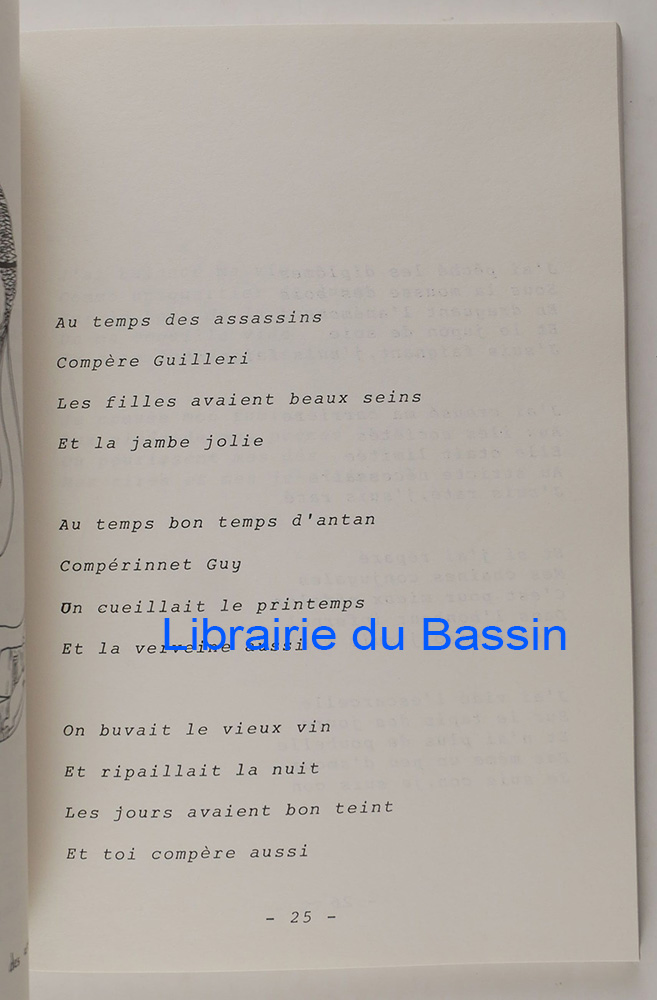 Au temps des assassins
Compère Guilleri
Les filles avaient beaux seins
Et la jambe jolie
Au temps bon temps d'antan
Compérinnet Guy
On cueillait le printemps
Et la verveine aussi
Librairie du Bassin
On buvait le vieux vin
Et ripaillait la nuit
Les jours avaient bon teint
Et toi compère aussi
- 25 -